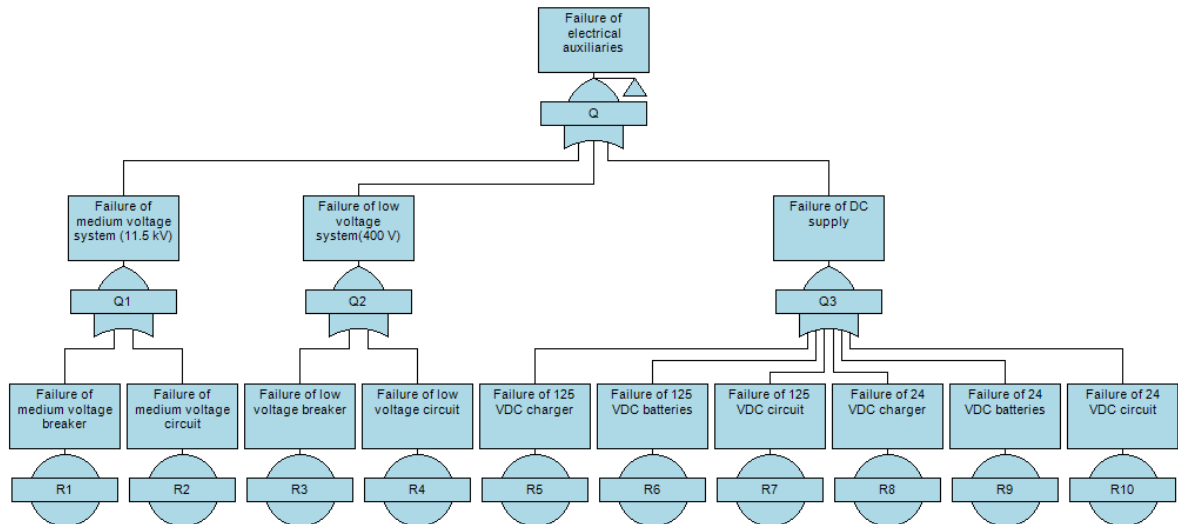 Failure of
electrical
auxiliaries
Q
Failure of
medium voltage
system (11.5 kV)
Failure of low
voltage
system(400 V)
Failure of DC
supply
Q1
Q2
Q3
Failure of
medium voltage
breaker
Failure of
medium voltage
circuit
Failure of low
voltage breaker
Failure of low
voltage circuit
Failure of 125
VDC charger
Failure of 125
VDC batteries
Failure of 125
VDC circuit
Failure of 24
VDC charger
Failure of 24
VDC batteries
Failure of 24
VDC circuit
R1
R2
R3
R4
R5
R6
R7
R8
R9
R10